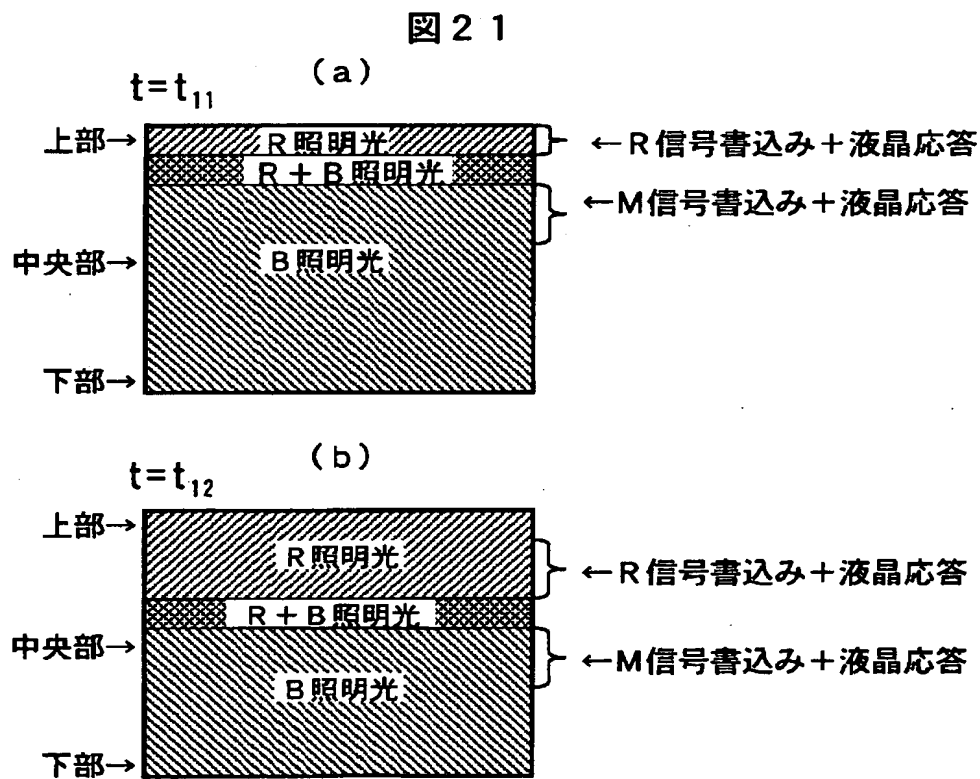 図21
(a)
t=t₁₁
上部→
R照明光
←R信号書込み+液晶応答
R+B照明光
←M信号書込み+液晶応答
中央部→
B照明光
下部→
(b)
t=t₁₂
上部→
R照明光
←R信号書込み+液晶応答
R+B照明光
中央部→
←M信号書込み+液晶応答
B照明光
下部→